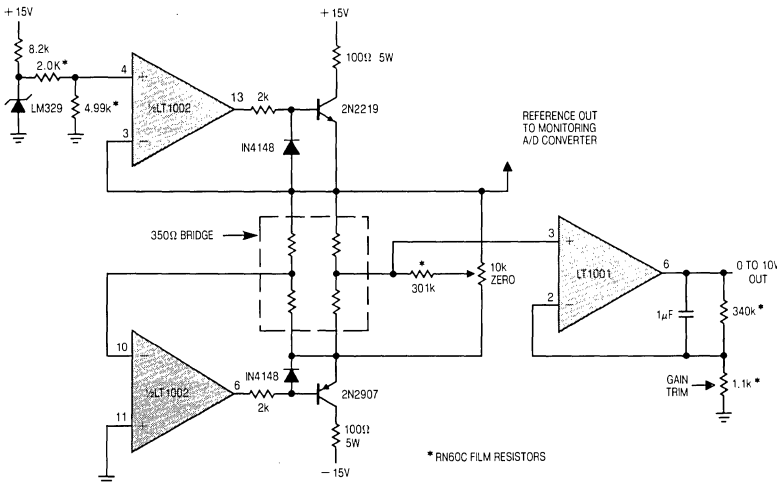 +15V
8.2k
2.0K*
LM329
4.99k*
4
+
3
−
½LT1002
13
2k
IN4148
+15V
100Ω 5W
2N2219
REFERENCE OUT
TO MONITORING
A/D CONVERTER
350Ω BRIDGE
*
301k
10k
ZERO
3
+
2
−
LT1001
6
0 TO 10V
OUT
1µF
340k*
GAIN
TRIM
1.1k*
10
−
11
+
½LT1002
6
2k
IN4148
2N2907
100Ω
5W
−15V
* RN60C FILM RESISTORS